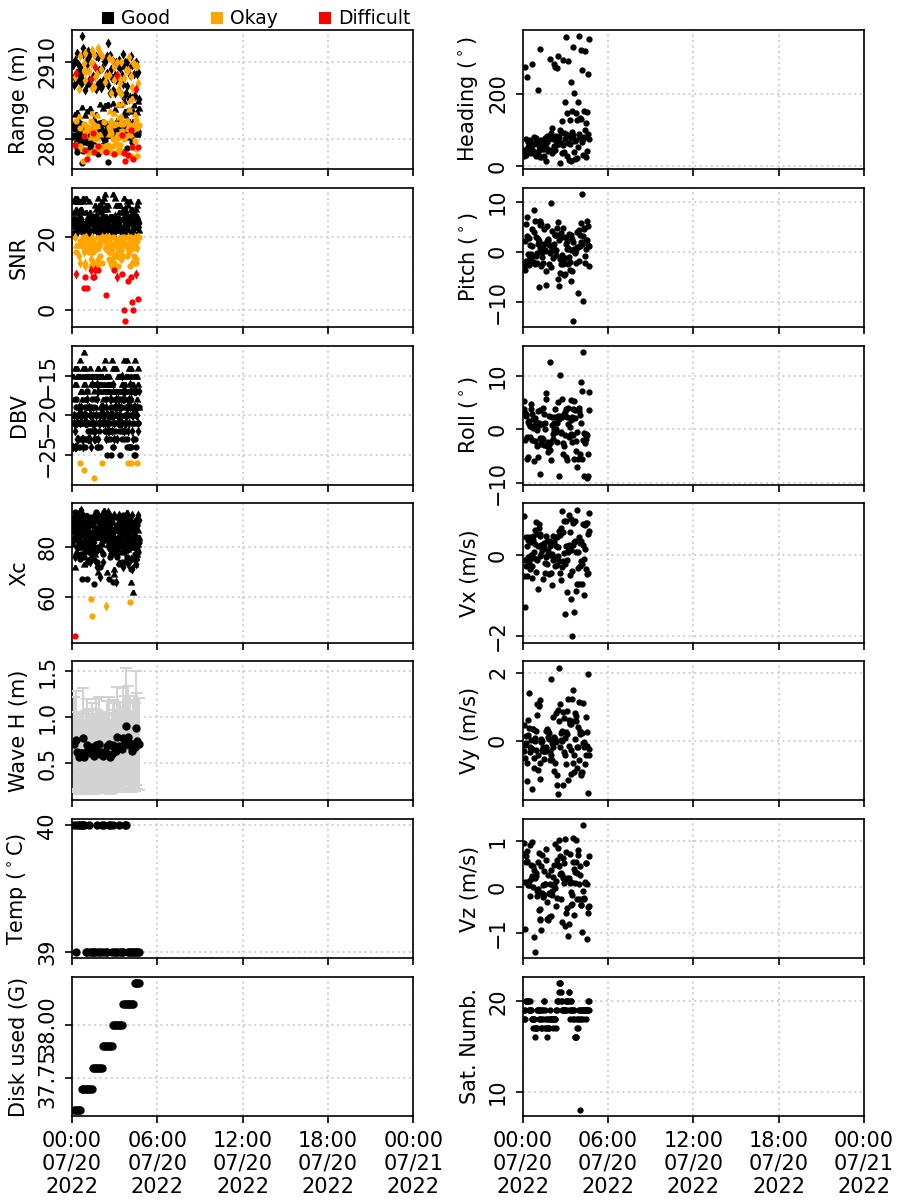 Good Okay Difficult
Range (m)
2910
2800
SNR
20
0
DBV
−15
−20
−25
Xc
80
60
Wave H (m)
1.5
1.0
0.5
Temp (°C)
40
39
Disk used (G)
38.00
37.75
00:00 06:00 12:00 18:00 00:00
07/20 07/20 07/20 07/20 07/21
2022 2022 2022 2022 2022
Heading (°)
200
0
Pitch (°)
10
0
−10
Roll (°)
10
0
−10
Vx (m/s)
0
−2
Vy (m/s)
2
0
Vz (m/s)
1
0
−1
Sat. Numb.
20
10
00:00 06:00 12:00 18:00 00:00
07/20 07/20 07/20 07/20 07/21
2022 2022 2022 2022 2022